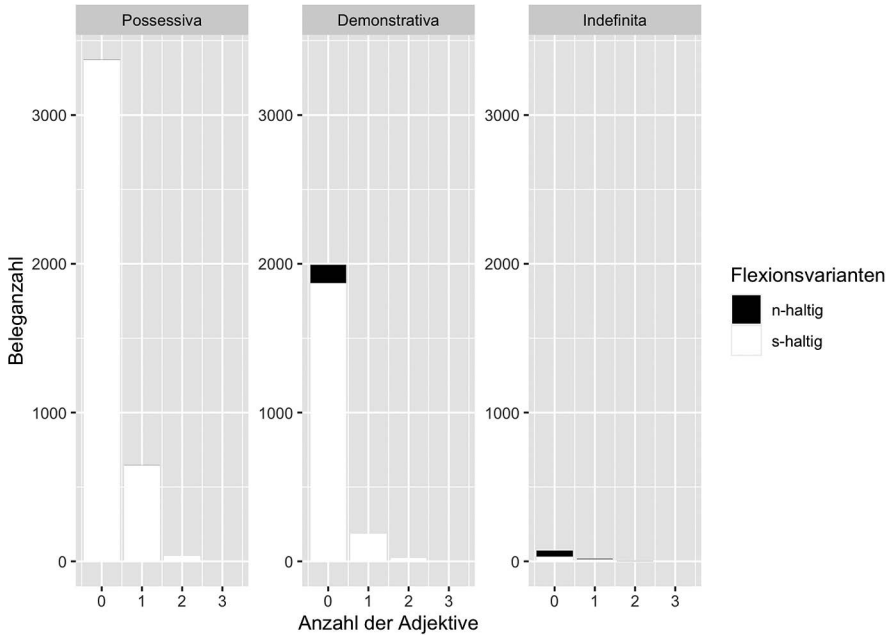 Possessiva
Demonstrativa
Indefinita
Beleganzahl
3000
2000
1000
0
3000
2000
1000
0
3000
2000
1000
0
0 1 2 3
0 1 2 3
0 1 2 3
Anzahl der Adjektive
Flexionsvarianten
n-haltig
s-haltig